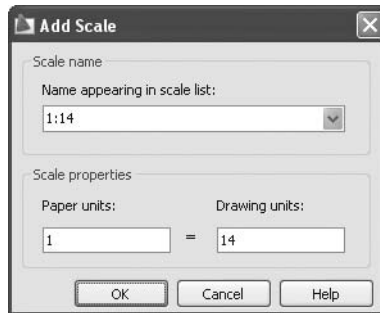 Add Scale
Scale name
Name appearing in scale list:
1:14
Scale properties
Paper units: Drawing units:
1 = 14
OK Cancel Help